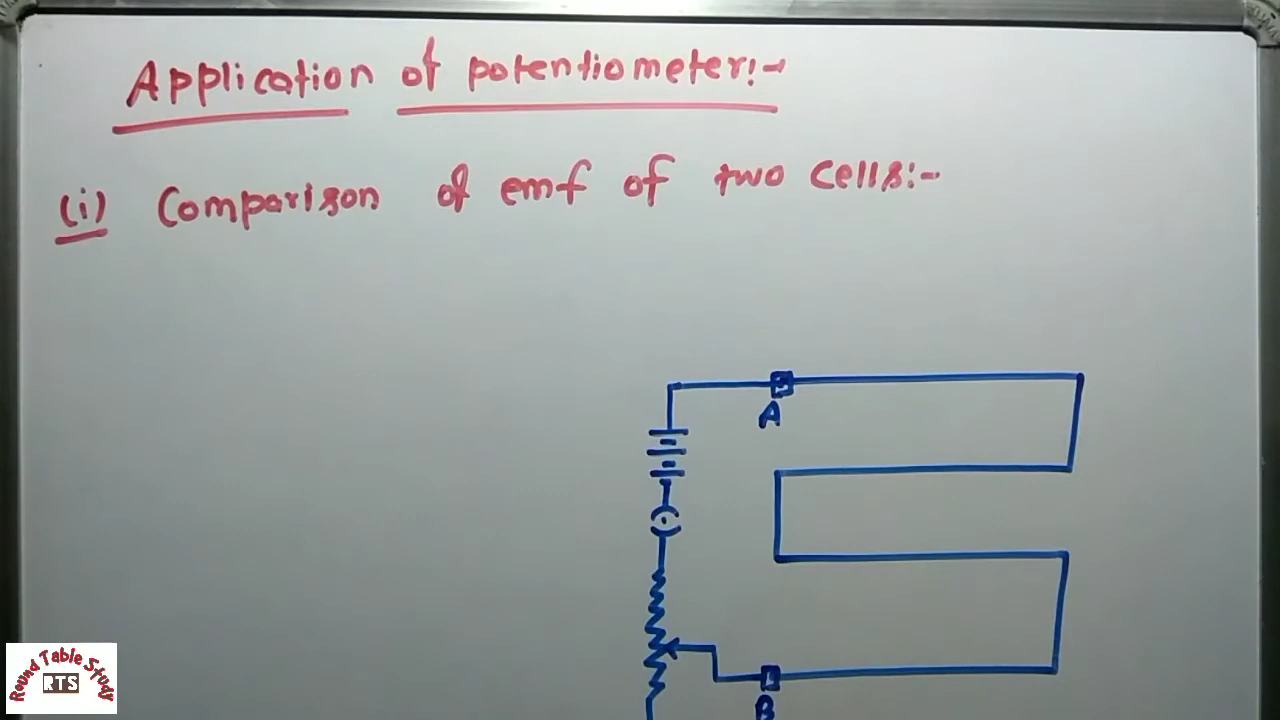 Application of potentiometer:-
(i) Comparison of emf of two cells:-
A
B
Round Table Study
RTS